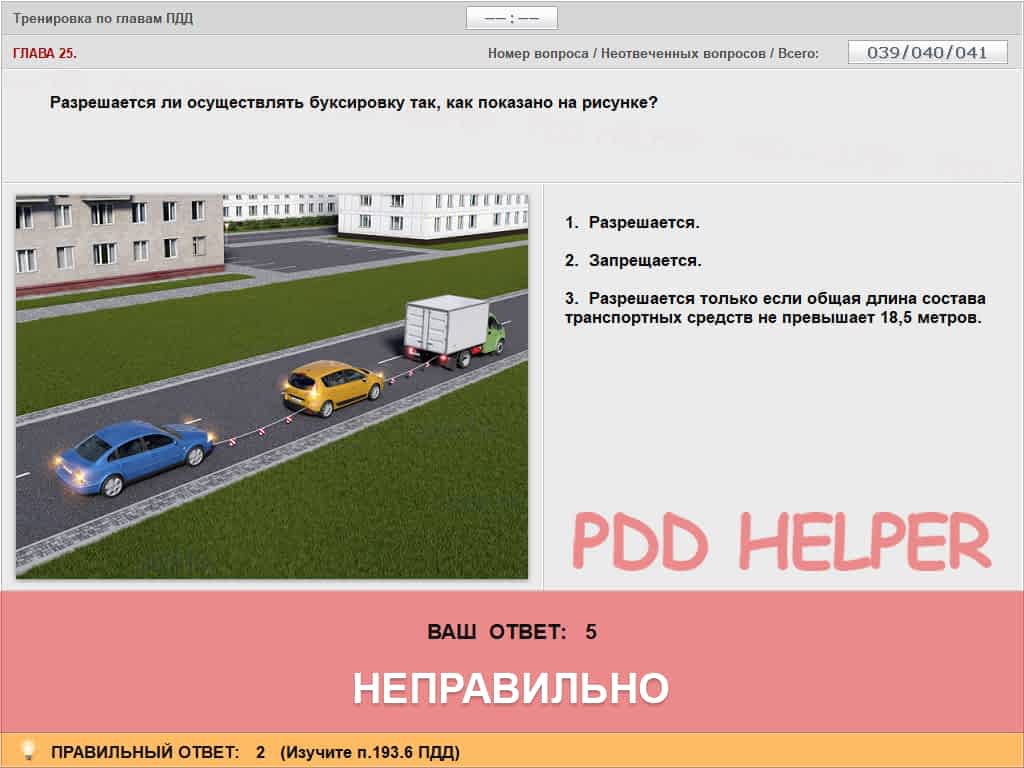 Тренировка по главам ПДД
—— : ——
ГЛАВА 25.
Номер вопроса / Неотвеченных вопросов / Всего: 039/040/041
Разрешается ли осуществлять буксировку так, как показано на рисунке?
1. Разрешается.
2. Запрещается.
3. Разрешается только если общая длина состава
транспортных средств не превышает 18,5 метров.
PDD HELPER
ВАШ ОТВЕТ: 5
НЕПРАВИЛЬНО
ПРАВИЛЬНЫЙ ОТВЕТ: 2 (Изучите п.193.6 ПДД)